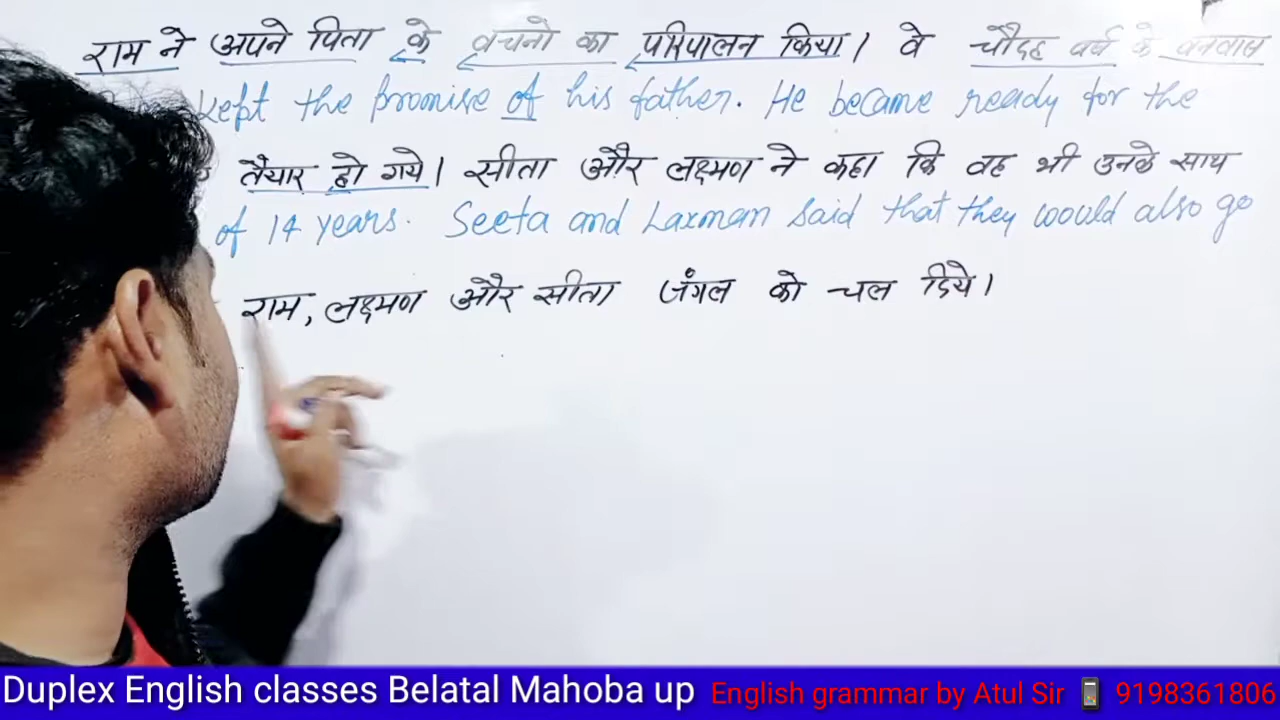 राम ने अपने पिता के वचनो का परिपालन किया। वे चौदह वर्ष के वनवास
kept the promise of his father. He became ready for the
तैयार हो गये। सीता और लक्ष्मण ने कहा कि वह भी उनके साथ
of 14 years. Seeta and Laxman said that they would also go
राम, लक्ष्मण और सीता जंगल को चल दिये।
Duplex English classes Belatal Mahoba up English grammar by Atul Sir 📱 9198361806